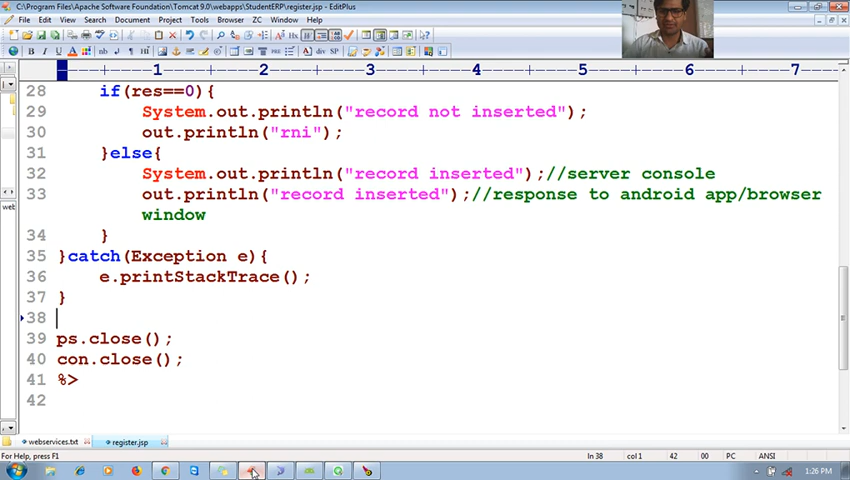 C:\Program Files\Apache Software Foundation\Tomcat 9.0\webapps\StudentERP\register.jsp - EditPlus
File Edit View Search Document Project Tools Browser ZC Window Help
1 2 3 4 5 6 7
28 if(res==0){
29 System.out.println("record not inserted");
30 out.println("rni");
31 }else{
32 System.out.println("record inserted");//server console
33 out.println("record inserted");//response to android app/browser
window
34 }
35 }catch(Exception e){
36 e.printStackTrace();
37 }
38
39 ps.close();
40 con.close();
41 %>
42
web
webservices.txt register.jsp
For Help, press F1 ln 38 col 1 42 00 PC ANSI
1:26 PM